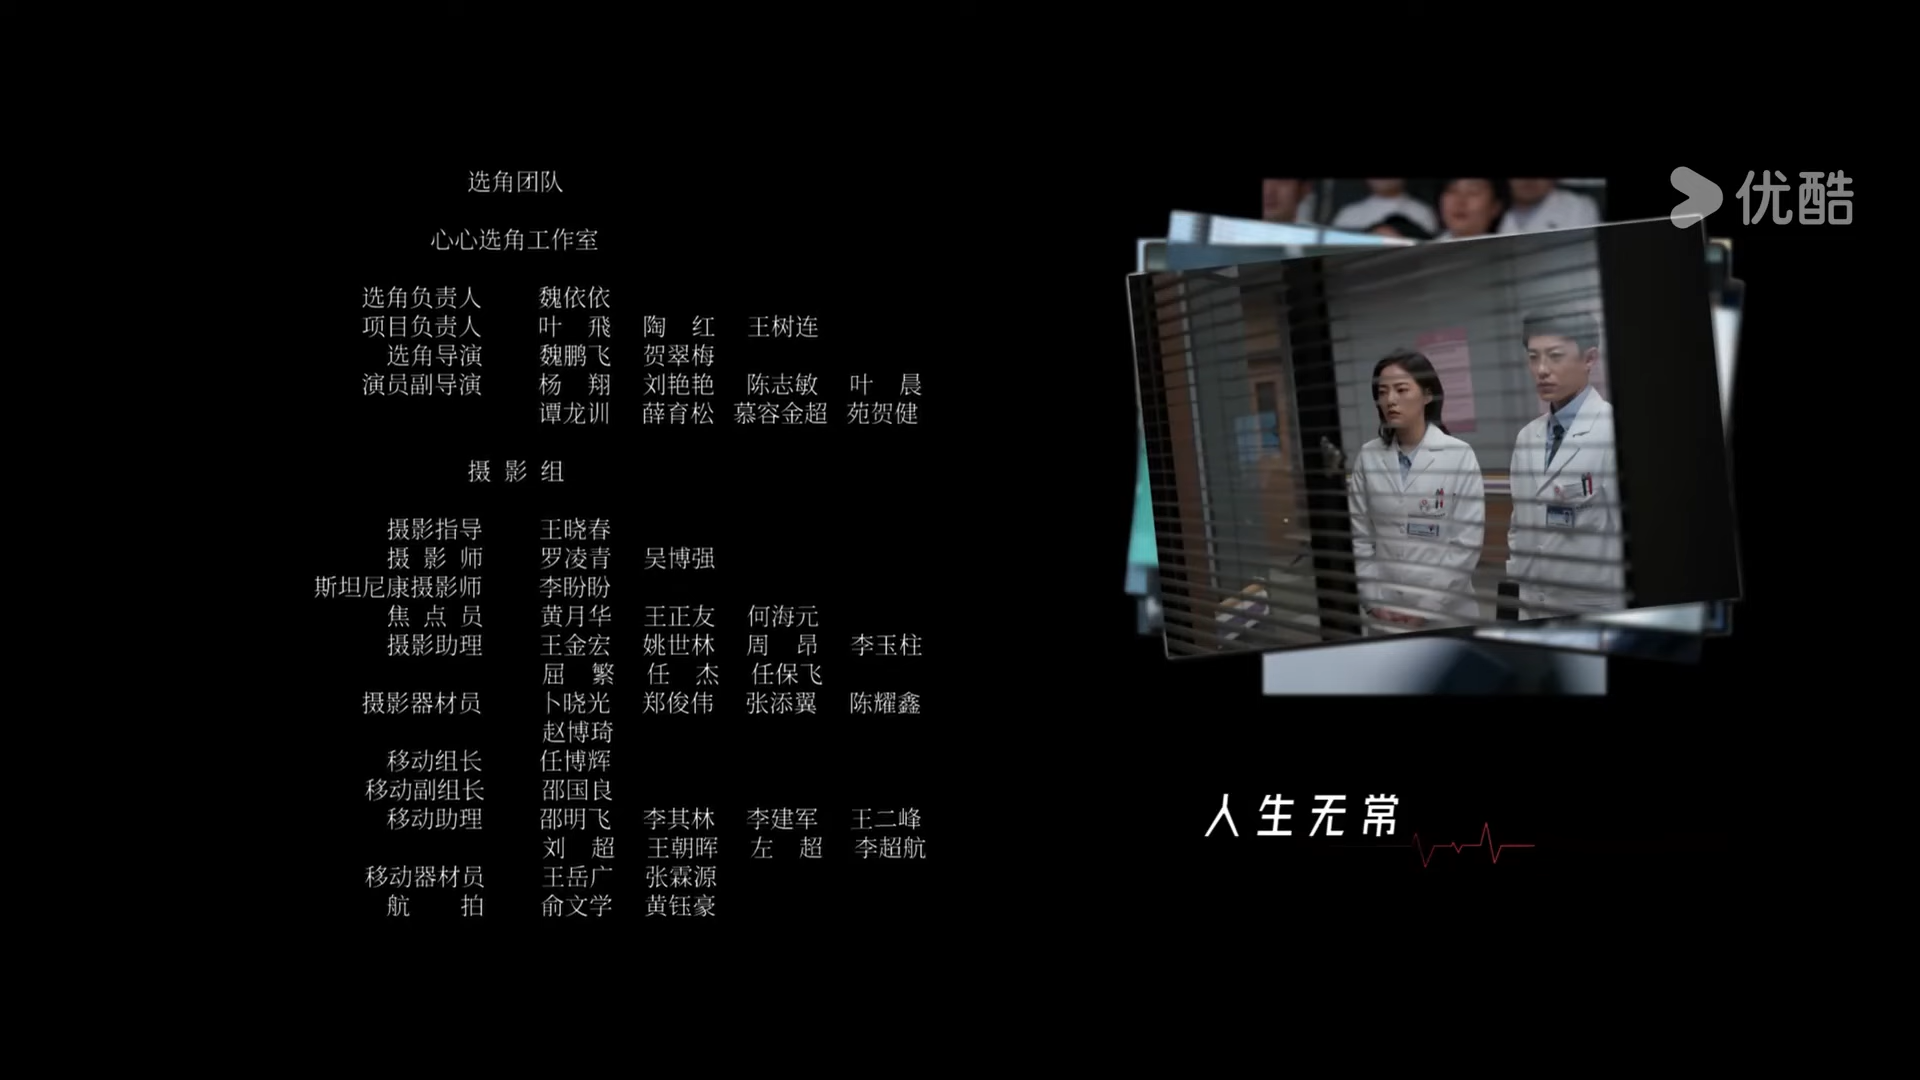 选角团队
心心选角工作室
选角负责人 魏依依
项目负责人 叶 飛 陶 红 王树连
选角导演 魏鹏飞 贺翠梅
演员副导演 杨 翔 刘艳艳 陈志敏 叶 晨
谭龙训 薛育松 慕容金超 苑贺健
摄 影 组
摄影指导 王晓春
摄 影 师 罗凌青 吴博强
斯坦尼康摄影师 李盼盼
焦 点 员 黄月华 王正友 何海元
摄影助理 王金宏 姚世林 周 昂 李玉柱
屈 繁 任 杰 任保飞
摄影器材员 卜晓光 郑俊伟 张添翼 陈耀鑫
赵博琦
移动组长 任博辉
移动副组长 邵国良
移动助理 邵明飞 李其林 李建军 王二峰
刘 超 王朝晖 左 超 李超航
移动器材员 王岳广 张霖源
航 拍 俞文学 黄钰豪
优酷
人生无常